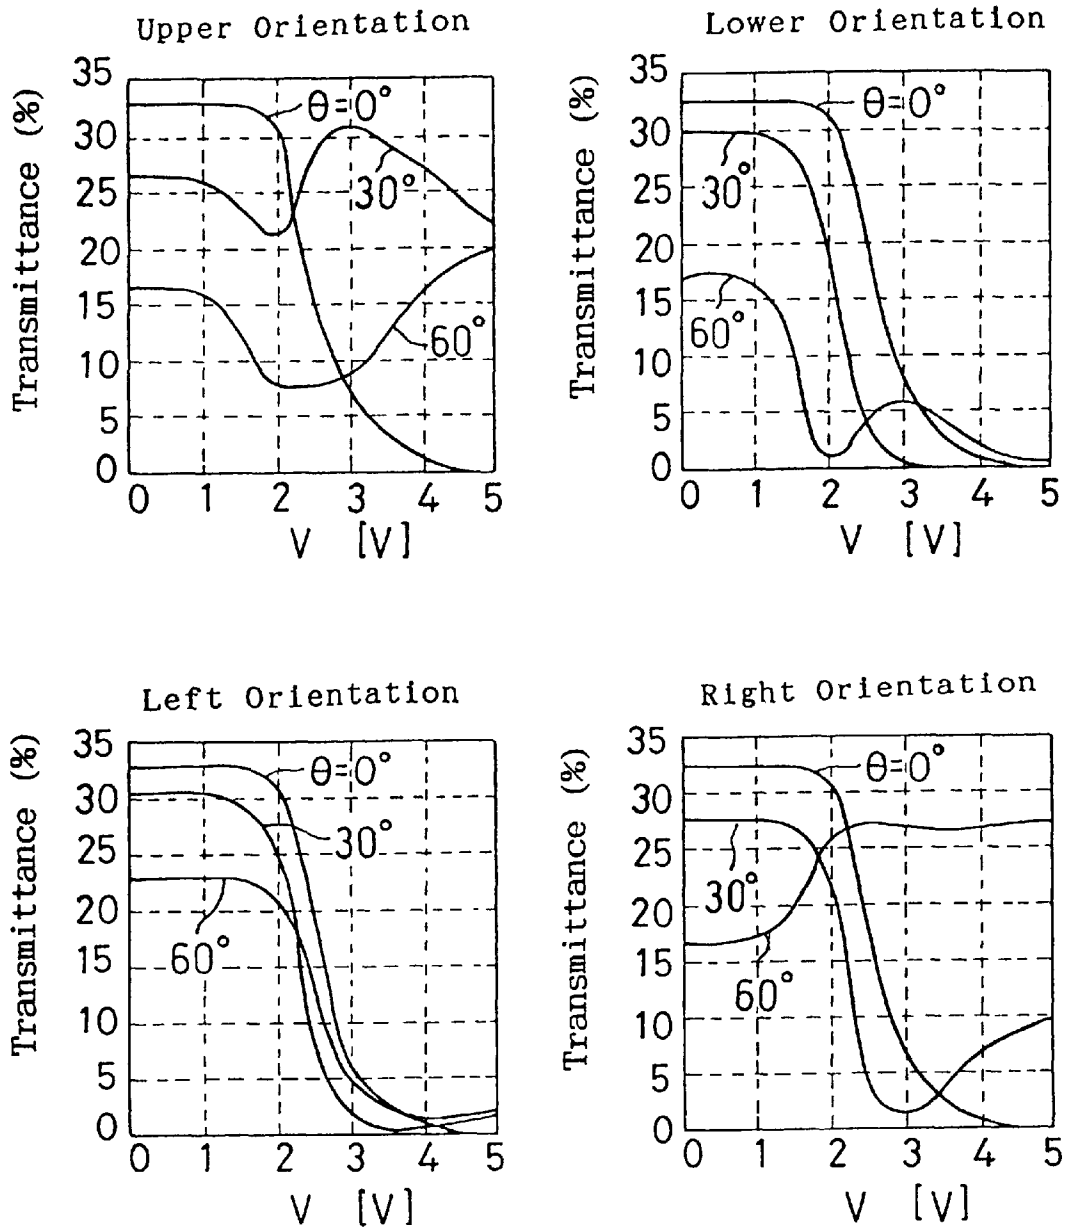 Upper Orientation
Transmittance (%)
35
30
25
20
15
10
5
0
θ=0°
30°
60°
0 1 2 3 4 5
V [V]
Lower Orientation
Transmittance (%)
35
30
25
20
15
10
5
0
θ=0°
30°
60°
0 1 2 3 4 5
V [V]
Left Orientation
Transmittance (%)
35
30
25
20
15
10
5
0
θ=0°
30°
60°
0 1 2 3 4 5
V [V]
Right Orientation
Transmittance (%)
35
30
25
20
15
10
5
0
θ=0°
30°
60°
0 1 2 3 4 5
V [V]